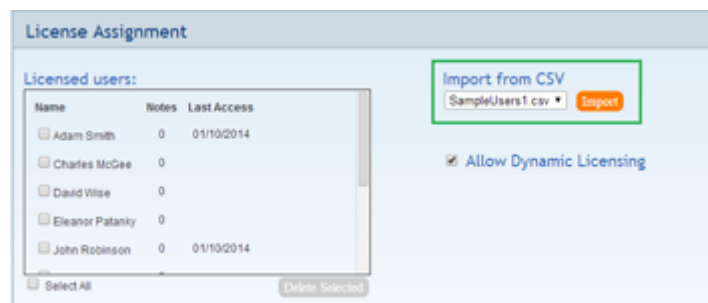 License Assignment
Licensed users:
Name Notes Last Access
Adam Smith 0 01/10/2014
Charles McGee 0
David Wise 0
Eleanor Patanky 0
John Robinson 0 01/10/2014
Select All Delete Selected
Import from CSV
SampleUsers1.csv Import
Allow Dynamic Licensing